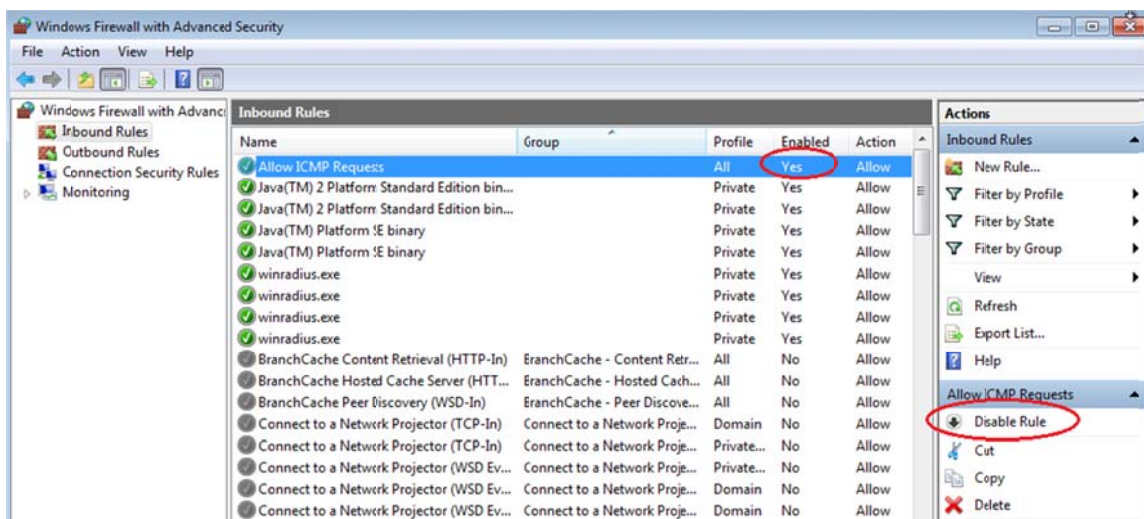 Windows Firewall with Advanced Security
File Action View Help
Windows Firewall with Advanc
Inbound Rules
Outbound Rules
Connection Security Rules
Monitoring
Inbound Rules
Name Group Profile Enabled Action
Allow ICMP Requests All Yes Allow
Java(TM) 2 Platform Standard Edition bin... Private Yes Allow
Java(TM) 2 Platform Standard Edition bin... Private Yes Allow
Java(TM) Platform SE binary Private Yes Allow
Java(TM) Platform SE binary Private Yes Allow
winradius.exe Private Yes Allow
winradius.exe Private Yes Allow
winradius.exe Private Yes Allow
winradius.exe Private Yes Allow
BranchCache Content Retrieval (HTTP-In) BranchCache - Content Retr... All No Allow
BranchCache Hosted Cache Server (HTT... BranchCache - Hosted Cach... All No Allow
BranchCache Peer Discovery (WSD-In) BranchCache - Peer Discove... All No Allow
Connect to a Network Projector (TCP-In) Connect to a Network Proje... Domain No Allow
Connect to a Network Projector (TCP-In) Connect to a Network Proje... Private... No Allow
Connect to a Network Projector (WSD Ev... Connect to a Network Proje... Private... No Allow
Connect to a Network Projector (WSD Ev... Connect to a Network Proje... Domain No Allow
Connect to a Network Projector (WSD Ev... Connect to a Network Proje... Domain No Allow
Actions
Inbound Rules
New Rule...
Filter by Profile
Filter by State
Filter by Group
View
Refresh
Export List...
Help
Allow ICMP Requests
Disable Rule
Cut
Copy
Delete